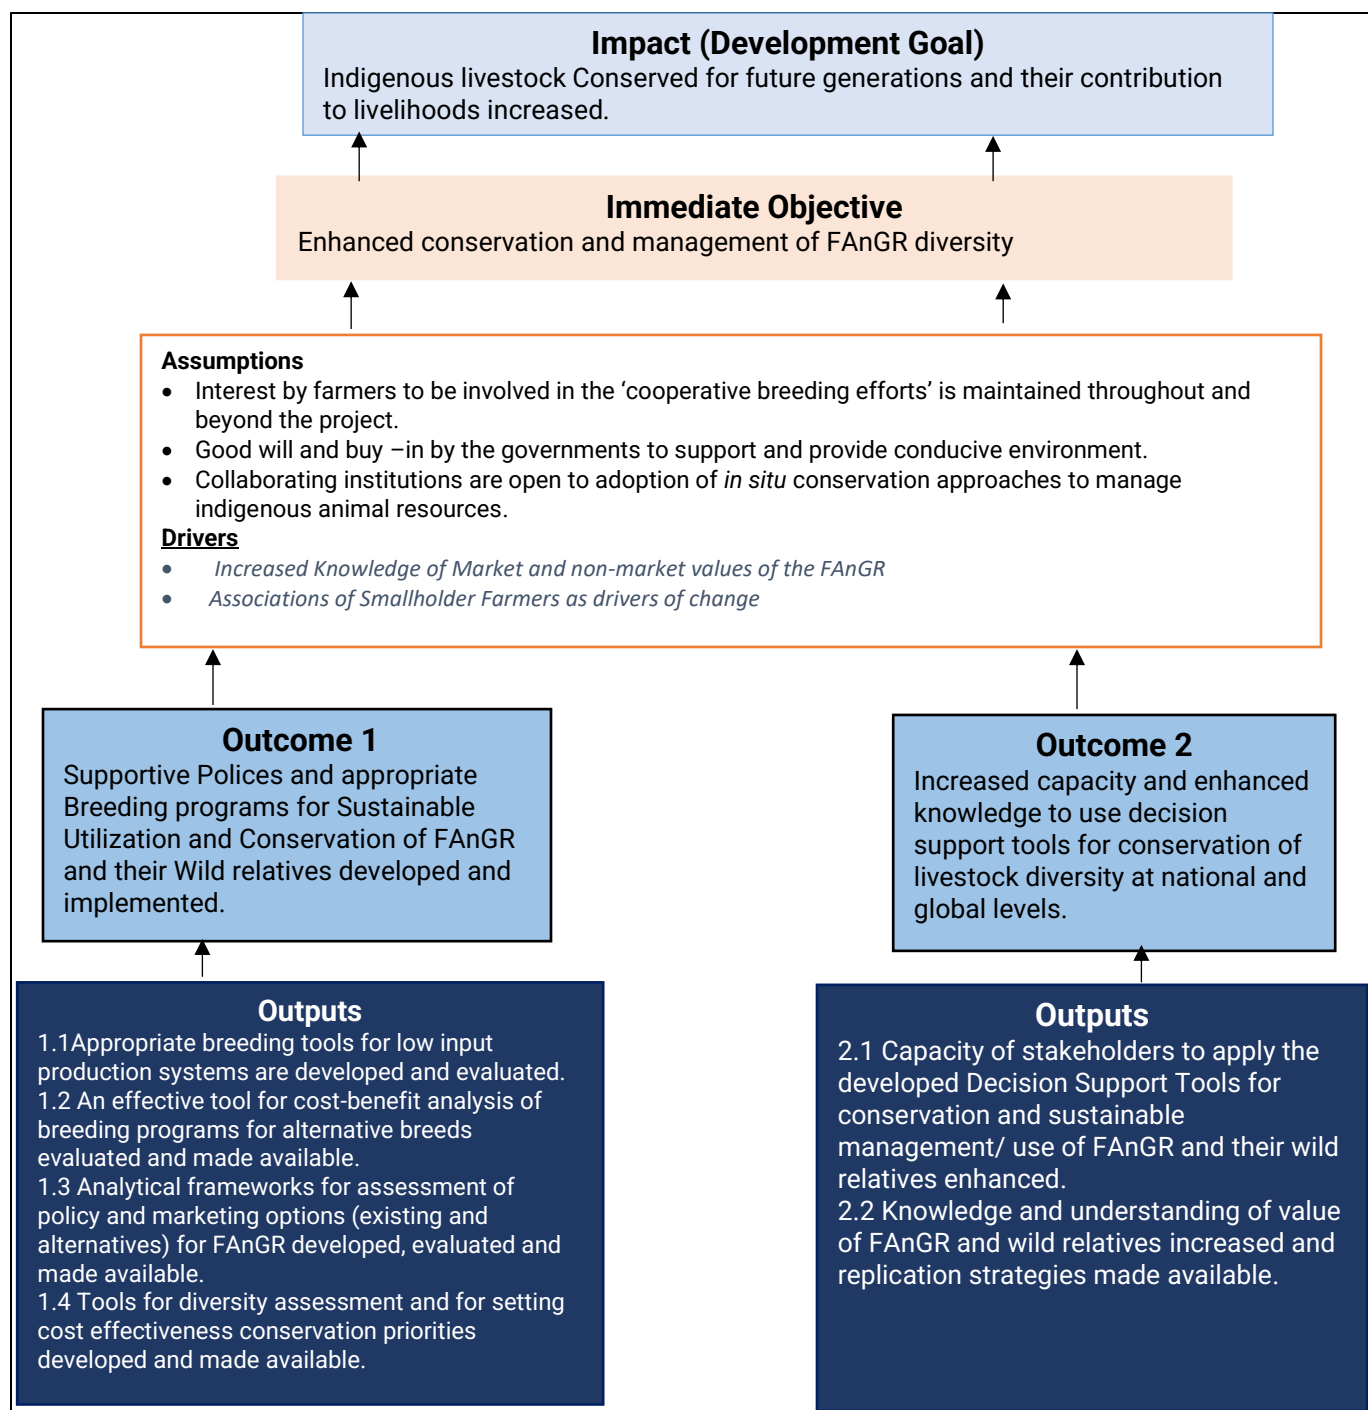 Impact (Development Goal)
Indigenous livestock Conserved for future generations and their contribution
to livelihoods increased.
Immediate Objective
Enhanced conservation and management of FAnGR diversity
Assumptions
• Interest by farmers to be involved in the ‘cooperative breeding efforts’ is maintained throughout and
beyond the project.
• Good will and buy –in by the governments to support and provide conducive environment.
• Collaborating institutions are open to adoption of in situ conservation approaches to manage
indigenous animal resources.
Drivers
• Increased Knowledge of Market and non-market values of the FAnGR
• Associations of Smallholder Farmers as drivers of change
Outcome 1
Supportive Polices and appropriate
Breeding programs for Sustainable
Utilization and Conservation of FAnGR
and their Wild relatives developed and
implemented.
Outcome 2
Increased capacity and enhanced
knowledge to use decision
support tools for conservation of
livestock diversity at national and
global levels.
Outputs
1.1Appropriate breeding tools for low input
production systems are developed and evaluated.
1.2 An effective tool for cost-benefit analysis of
breeding programs for alternative breeds
evaluated and made available.
1.3 Analytical frameworks for assessment of
policy and marketing options (existing and
alternatives) for FAnGR developed, evaluated and
made available.
1.4 Tools for diversity assessment and for setting
cost effectiveness conservation priorities
developed and made available.
Outputs
2.1 Capacity of stakeholders to apply the
developed Decision Support Tools for
conservation and sustainable
management/ use of FAnGR and their wild
relatives enhanced.
2.2 Knowledge and understanding of value
of FAnGR and wild relatives increased and
replication strategies made available.